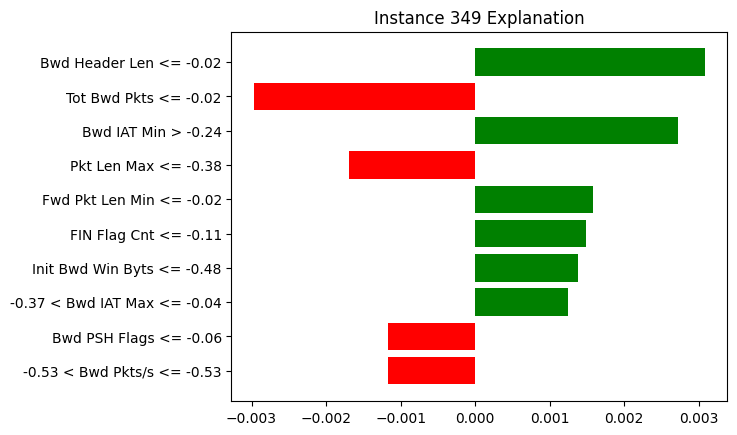 Instance 349 Explanation
Bwd Header Len <= -0.02
Tot Bwd Pkts <= -0.02
Bwd IAT Min > -0.24
Pkt Len Max <= -0.38
Fwd Pkt Len Min <= -0.02
FIN Flag Cnt <= -0.11
Init Bwd Win Byts <= -0.48
-0.37 < Bwd IAT Max <= -0.04
Bwd PSH Flags <= -0.06
-0.53 < Bwd Pkts/s <= -0.53
−0.003 −0.002 −0.001 0.000 0.001 0.002 0.003